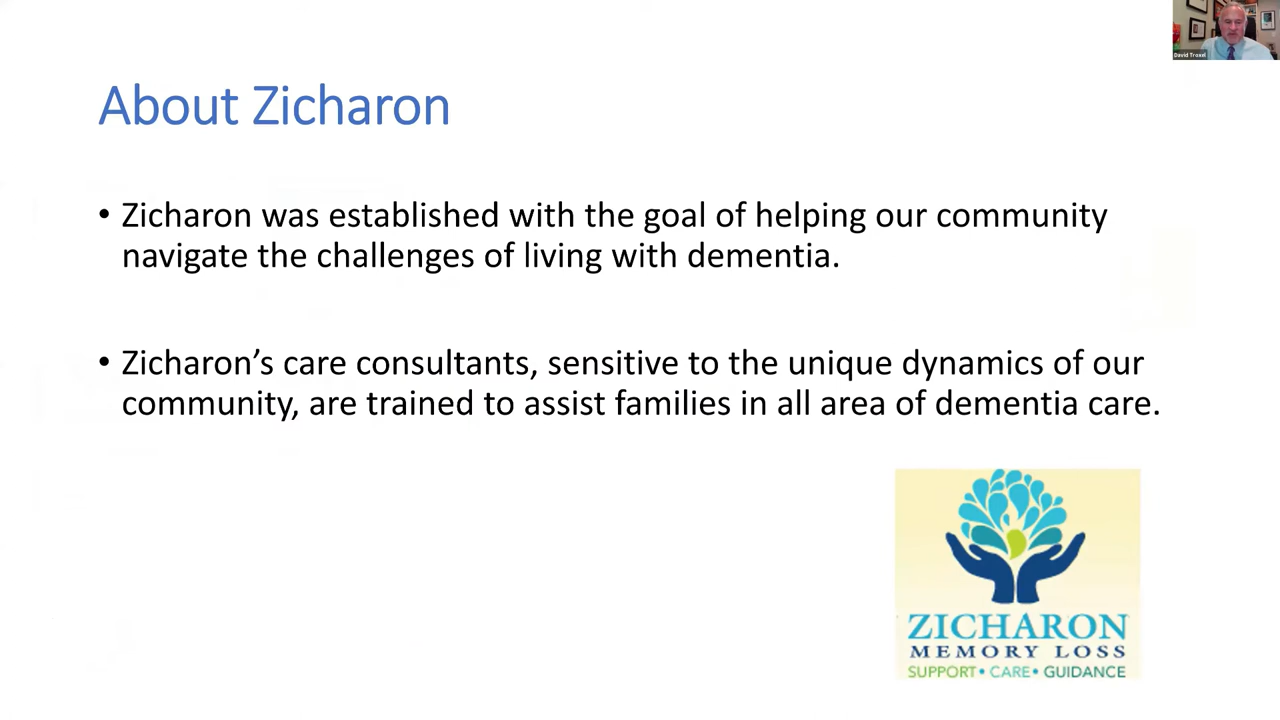 David Troxel
About Zicharon
• Zicharon was established with the goal of helping our community
navigate the challenges of living with dementia.
• Zicharon’s care consultants, sensitive to the unique dynamics of our
community, are trained to assist families in all area of dementia care.
ZICHARON
MEMORY LOSS
SUPPORT • CARE • GUIDANCE